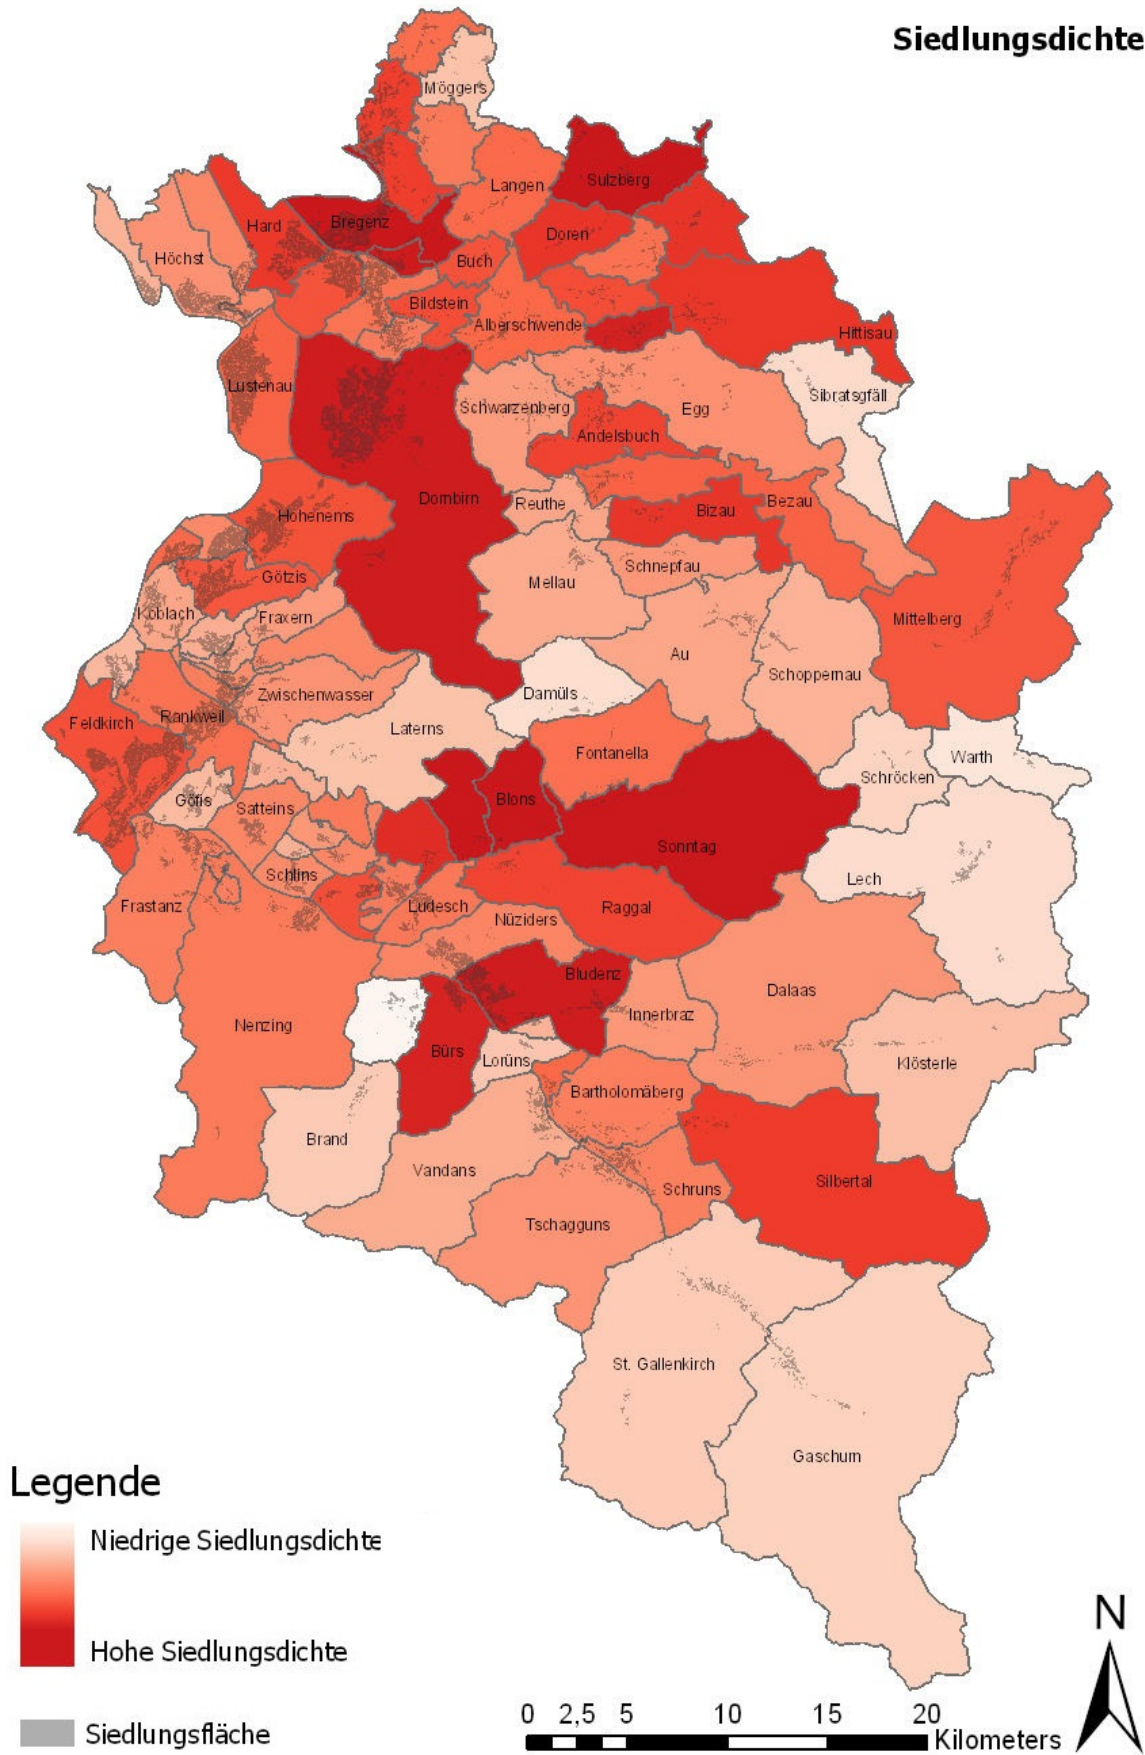 Siedlungsdichte
Möggers
Langen
Sulzberg
Hard
Bregenz
Doren
Höchst
Buch
Bildstein
Alberschwende
Hittisau
Lustenau
Sibratsgfäll
Schwarzenberg
Egg
Andelsbuch
Dornbirn
Reuthe
Bezau
Bizau
Hohenems
Schnepfau
Götzis
Mellau
Koblach
Fraxern
Mittelberg
Au
Schoppernau
Zwischenwasser
Damüls
Feldkirch
Rankweil
Laterns
Fontanella
Warth
Schröcken
Göfis
Blons
Satteins
Sonntag
Schlins
Lech
Frastanz
Ludesch
Raggal
Nüziders
Bludenz
Dalaas
Innerbraz
Nenzing
Bürs
Lorüns
Klösterle
Bartholomäberg
Brand
Vandans
Silbertal
Schruns
Tschagguns
St. Gallenkirch
Gaschurn
Legende
Niedrige Siedlungsdichte
Hohe Siedlungsdichte
Siedlungsfläche
N
0 2,5 5 10 15 20
Kilometers